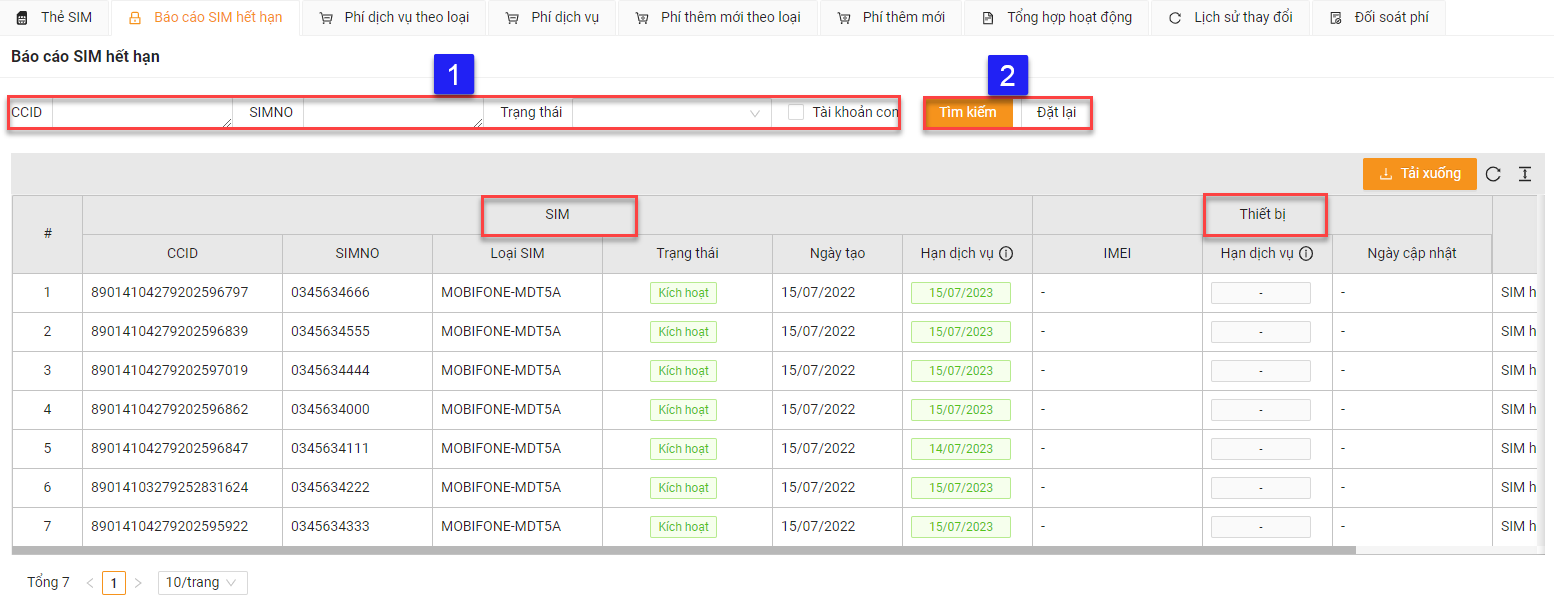 Thẻ SIM Báo cáo SIM hết hạn Phí dịch vụ theo loại Phí dịch vụ Phí thêm mới theo loại Phí thêm mới Tổng hợp hoạt động Lịch sử thay đổi Đối soát phí
Báo cáo SIM hết hạn
1 2
CCID SIMNO Trạng thái Tài khoản con Tìm kiếm Đặt lại
Tải xuống
# SIM Thiết bị
CCID SIMNO Loại SIM Trạng thái Ngày tạo Hạn dịch vụ IMEI Hạn dịch vụ Ngày cập nhật
1 89014104279202596797 0345634666 MOBIFONE-MDT5A Kích hoạt 15/07/2022 15/07/2023 - - - SIM h
2 89014104279202596839 0345634555 MOBIFONE-MDT5A Kích hoạt 15/07/2022 15/07/2023 - - - SIM h
3 89014104279202597019 0345634444 MOBIFONE-MDT5A Kích hoạt 15/07/2022 15/07/2023 - - - SIM h
4 89014104279202596862 0345634000 MOBIFONE-MDT5A Kích hoạt 15/07/2022 15/07/2023 - - - SIM h
5 89014104279202596847 0345634111 MOBIFONE-MDT5A Kích hoạt 15/07/2022 14/07/2023 - - - SIM h
6 89014103279252831624 0345634222 MOBIFONE-MDT5A Kích hoạt 15/07/2022 15/07/2023 - - - SIM h
7 89014104279202595922 0345634333 MOBIFONE-MDT5A Kích hoạt 15/07/2022 15/07/2023 - - - SIM h
Tổng 7 < 1 > 10/trang